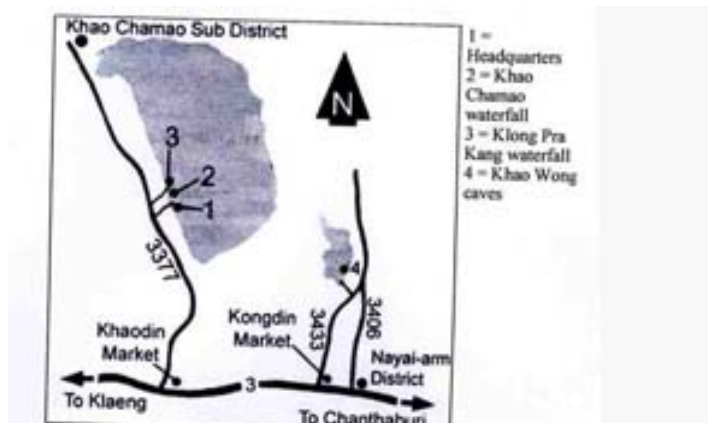 Khao Chamao Sub District
N
3
2
1
3377
4
3433
3406
Khaodin
Market
Kongdin
Market
Nayai-arm
District
3
To Klaeng
To Chanthaburi
1 =
Headquarters
2 = Khao
Chamao
waterfall
3 = Klong Pra
Kang waterfall
4 = Khao Wong
caves